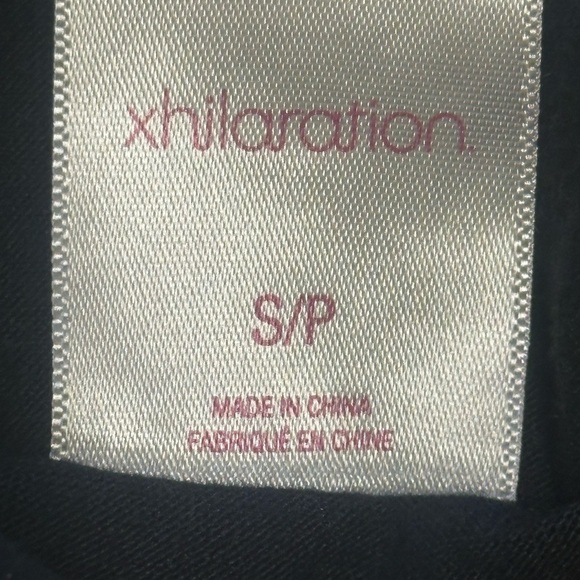 xhilaration
S/P
MADE IN CHINA
FABRIQUÉ EN CHINE